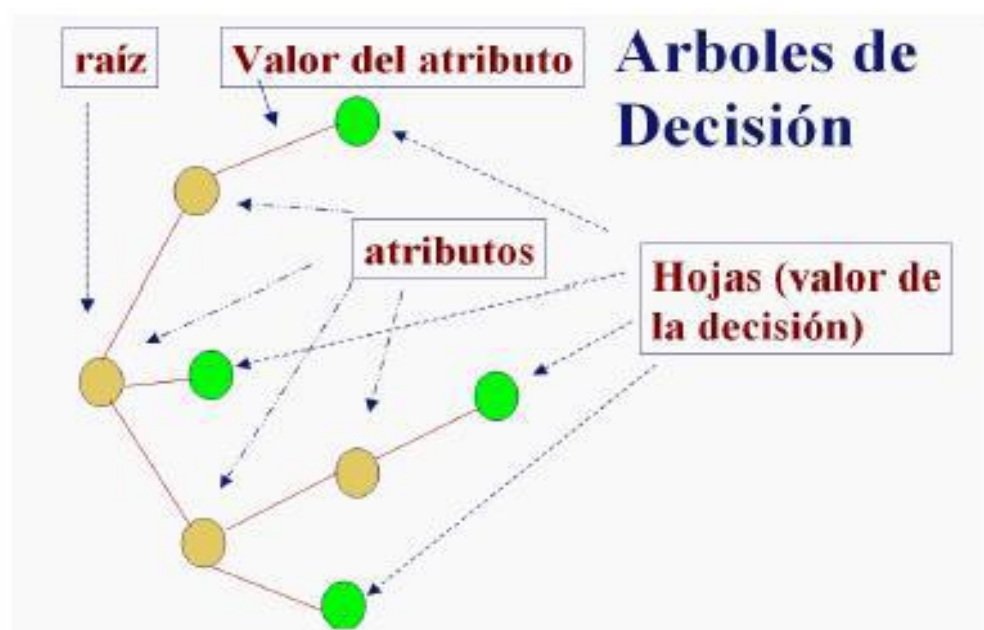 raíz
Valor del atributo
Arboles de
Decisión
atributos
Hojas (valor de
la decisión)